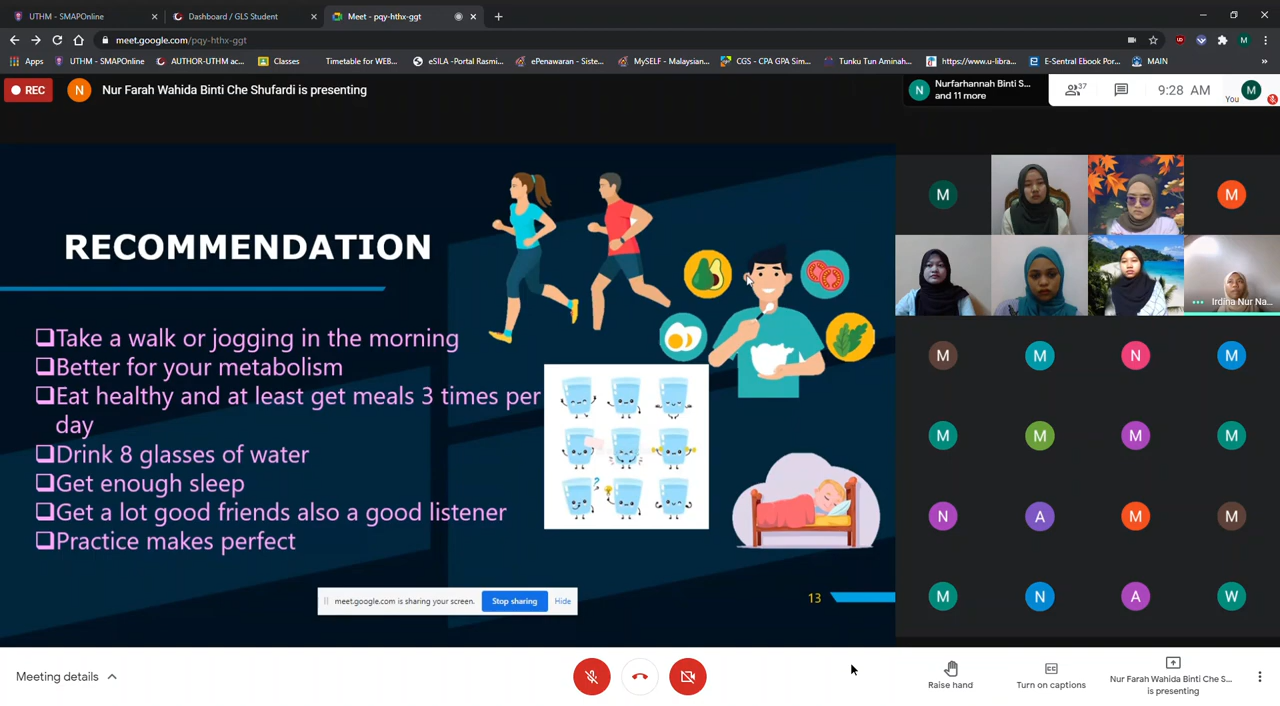 UTHM - SMAPOnline
Dashboard / GLS Student
Meet - pqy-hthx-ggt
meet.google.com/pqy-hthx-ggt
M
Apps
UTHM - SMAPOnline
AUTHOR-UTHM ac...
Classes
Timetable for WEB...
eSILA -Portal Rasmi...
ePenawaran - Siste...
MySELF - Malaysian...
CGS - CPA GPA Sim...
Tunku Tun Aminah...
https://www.u-libra...
E-Sentral Ebook Por...
MAIN
REC
N
Nur Farah Wahida Binti Che Shufardi is presenting
N
Nurfarhannah Binti S...
and 11 more
37
9:28 AM
You
M
RECOMMENDATION
Take a walk or jogging in the morning
Better for your metabolism
Eat healthy and at least get meals 3 times per
day
Drink 8 glasses of water
Get enough sleep
Get a lot good friends also a good listener
Practice makes perfect
?
13
meet.google.com is sharing your screen.
Stop sharing
Hide
M
M
Irdina Nur Na...
M
M
N
M
M
M
M
M
N
A
M
M
M
N
A
W
Meeting details
Raise hand
Turn on captions
Nur Farah Wahida Binti Che S...
is presenting